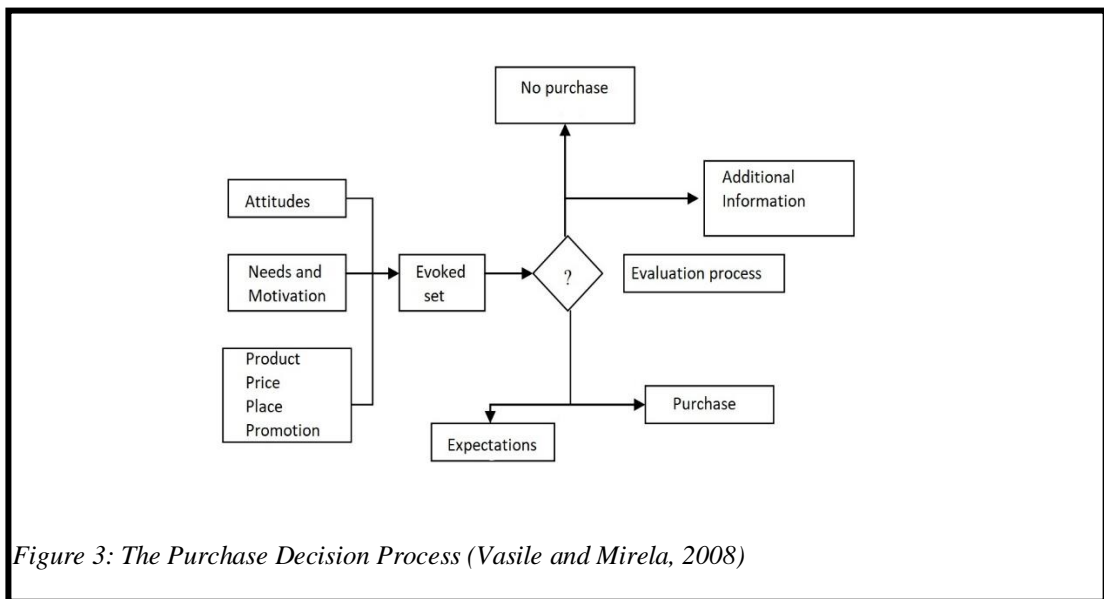 No purchase
Additional
Information
Attitudes
Needs and
Motivation
Evoked
set
?
Evaluation process
Product
Price
Place
Promotion
Purchase
Expectations
Figure 3: The Purchase Decision Process (Vasile and Mirela, 2008)